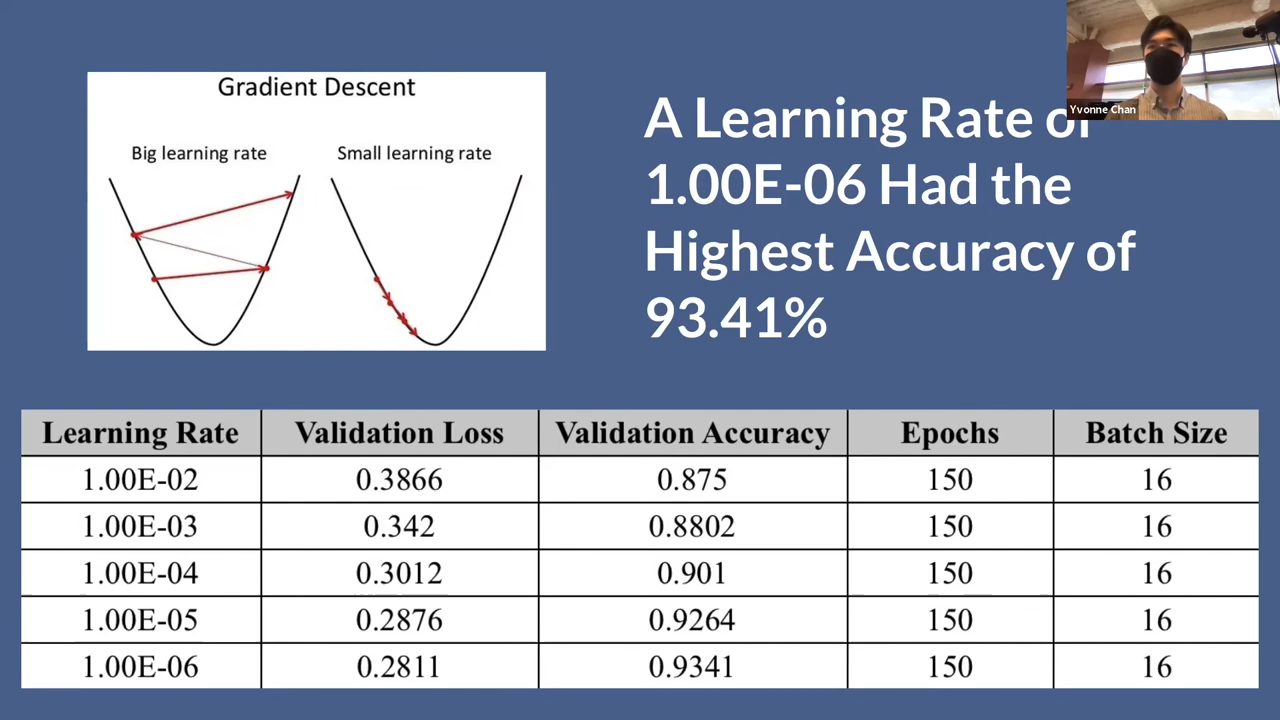 Gradient Descent
Big learning rate
Small learning rate
A Learning Rate of
1.00E-06 Had the
Highest Accuracy of
93.41%
Yvonne Chan
Learning Rate Validation Loss Validation Accuracy Epochs Batch Size
1.00E-02 0.3866 0.875 150 16
1.00E-03 0.342 0.8802 150 16
1.00E-04 0.3012 0.901 150 16
1.00E-05 0.2876 0.9264 150 16
1.00E-06 0.2811 0.9341 150 16